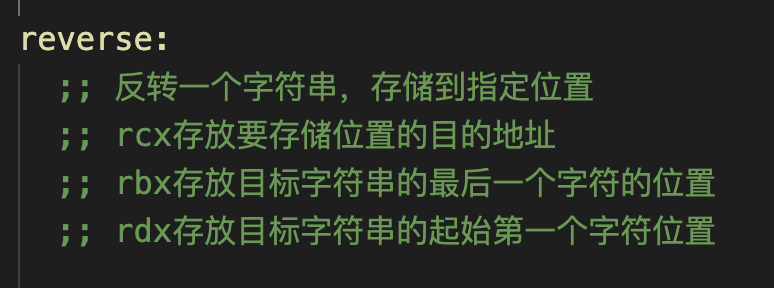 reverse:
;; 反转一个字符串，存储到指定位置
;; rcx存放要存储位置的目的地址
;; rbx存放目标字符串的最后一个字符的位置
;; rdx存放目标字符串的起始第一个字符位置